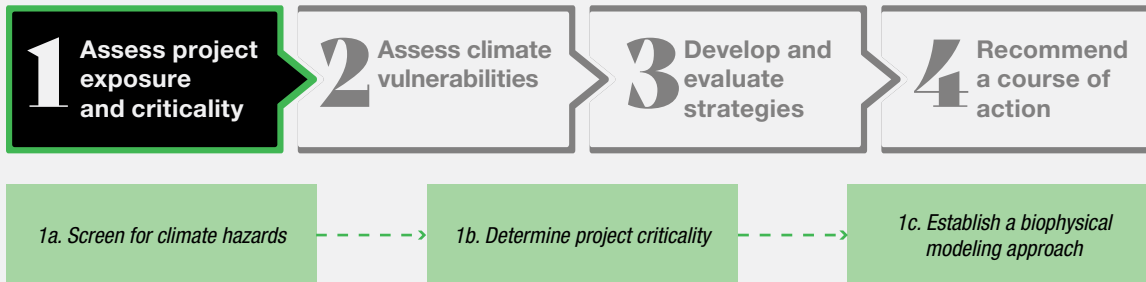 1
Assess project
exposure
and criticality
2
Assess climate
vulnerabilities
3
Develop and
evaluate
strategies
4
Recommend
a course of
action
1a. Screen for climate hazards
1b. Determine project criticality
1c. Establish a biophysical
modeling approach